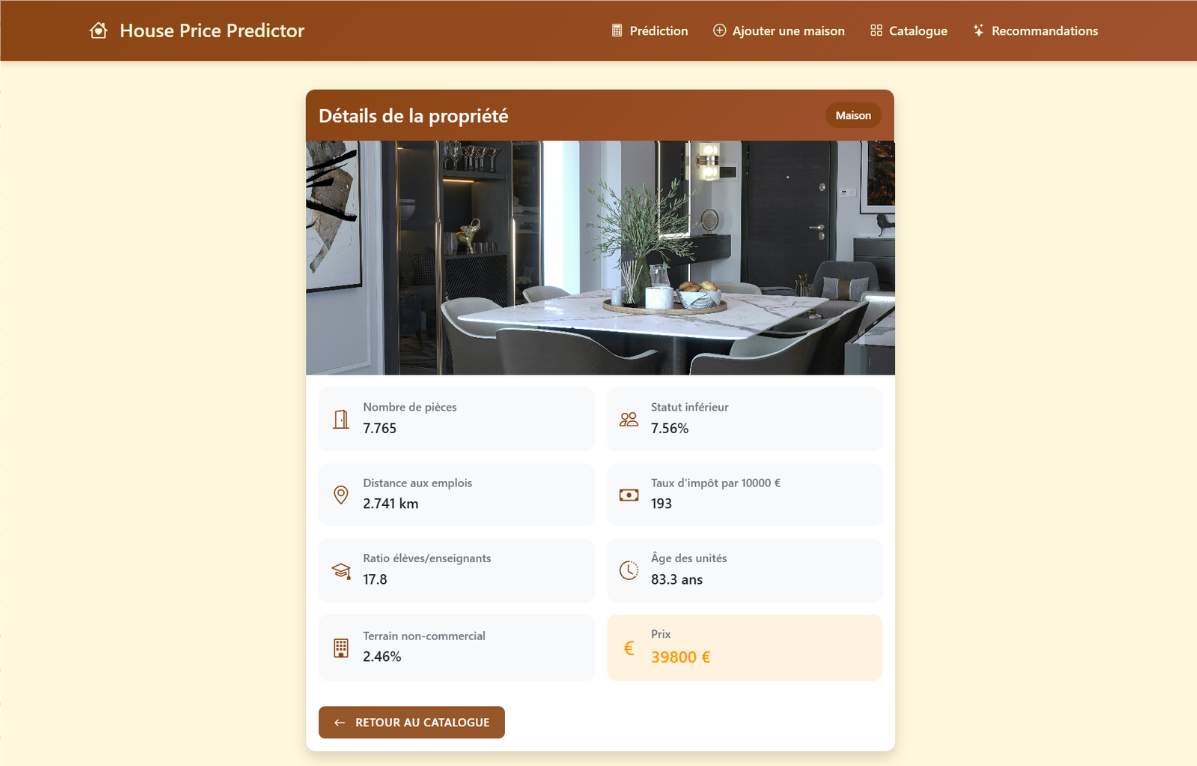 House Price Predictor
Prédiction
Ajouter une maison
Catalogue
Recommandations
Détails de la propriété
Maison
Nombre de pièces
7.765
Statut inférieur
7.56%
Distance aux emplois
2.741 km
Taux d'impôt par 10000 €
193
Ratio élèves/enseignants
17.8
Âge des unités
83.3 ans
Terrain non-commercial
2.46%
Prix
€
39800 €
← RETOUR AU CATALOGUE